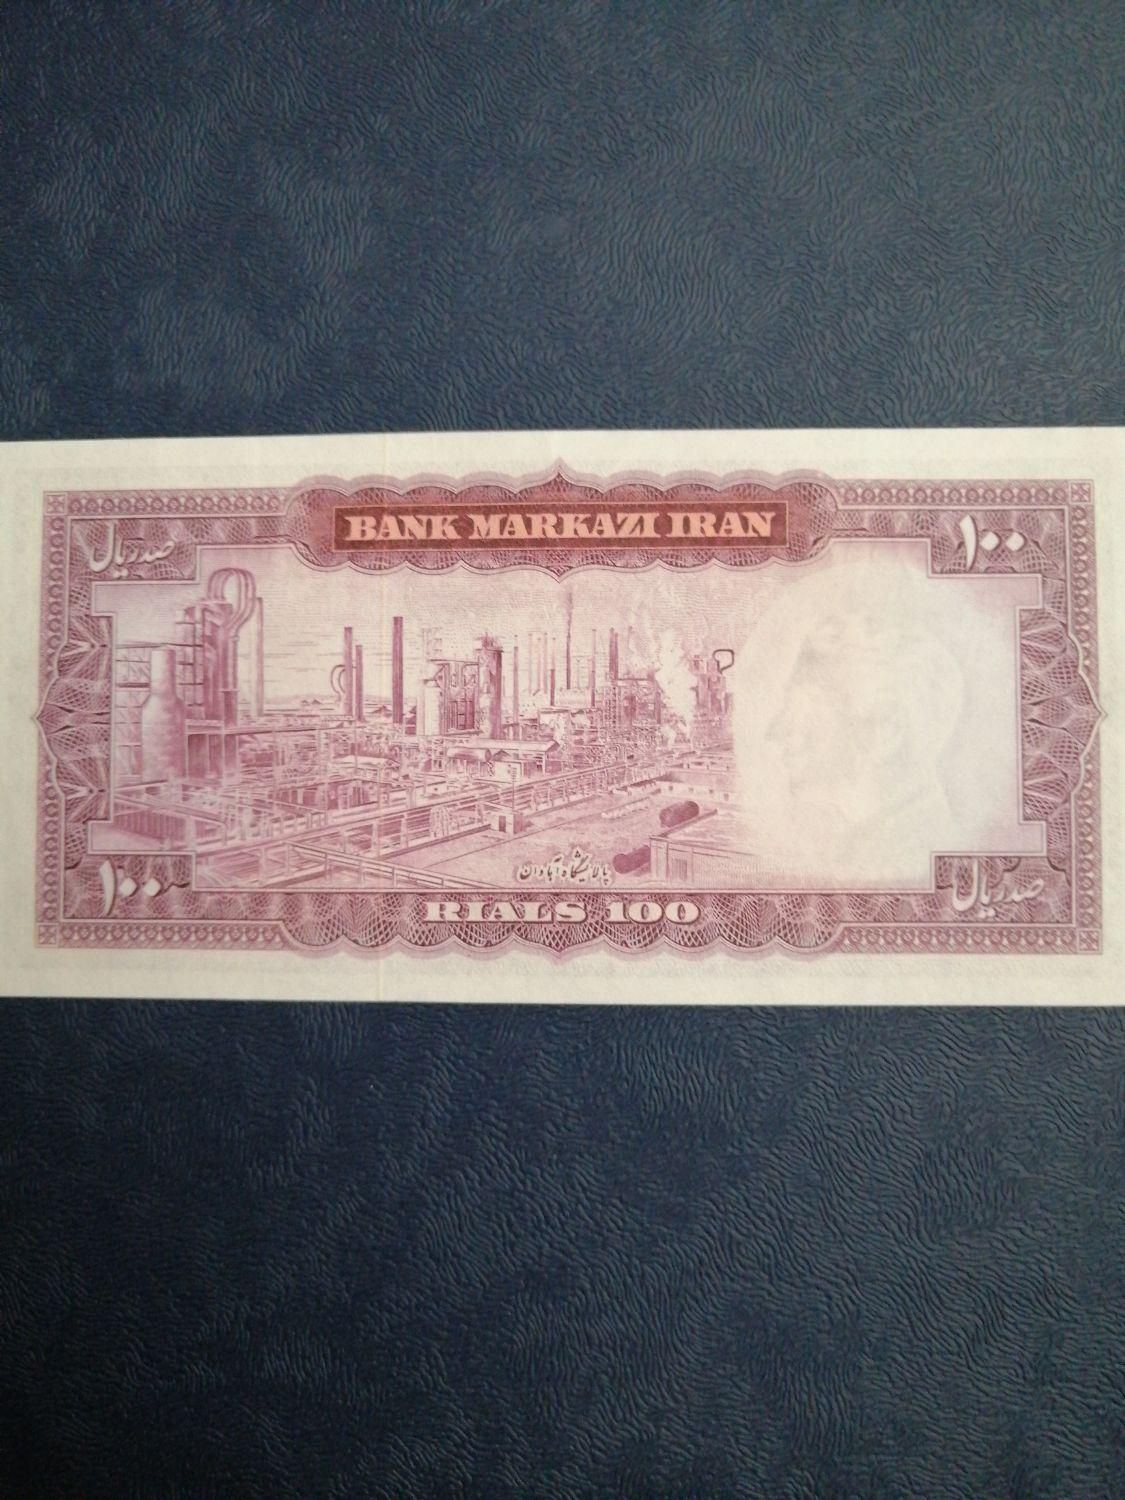 BANK MARKAZI IRAN
صد ریال
۱۰۰
پالایشگاه آبادان
۱۰۰
RIALS 100
صد ریال